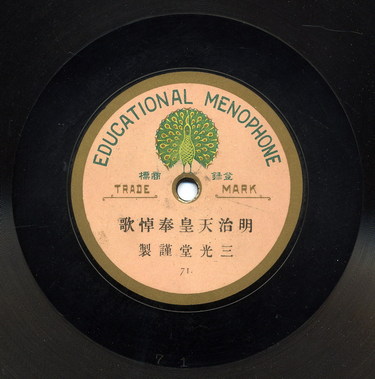 EDUCATIONAL MENOPHONE
標商 錄登
TRADE MARK
歌悼奉皇天治明
製謹堂光三
71.
71